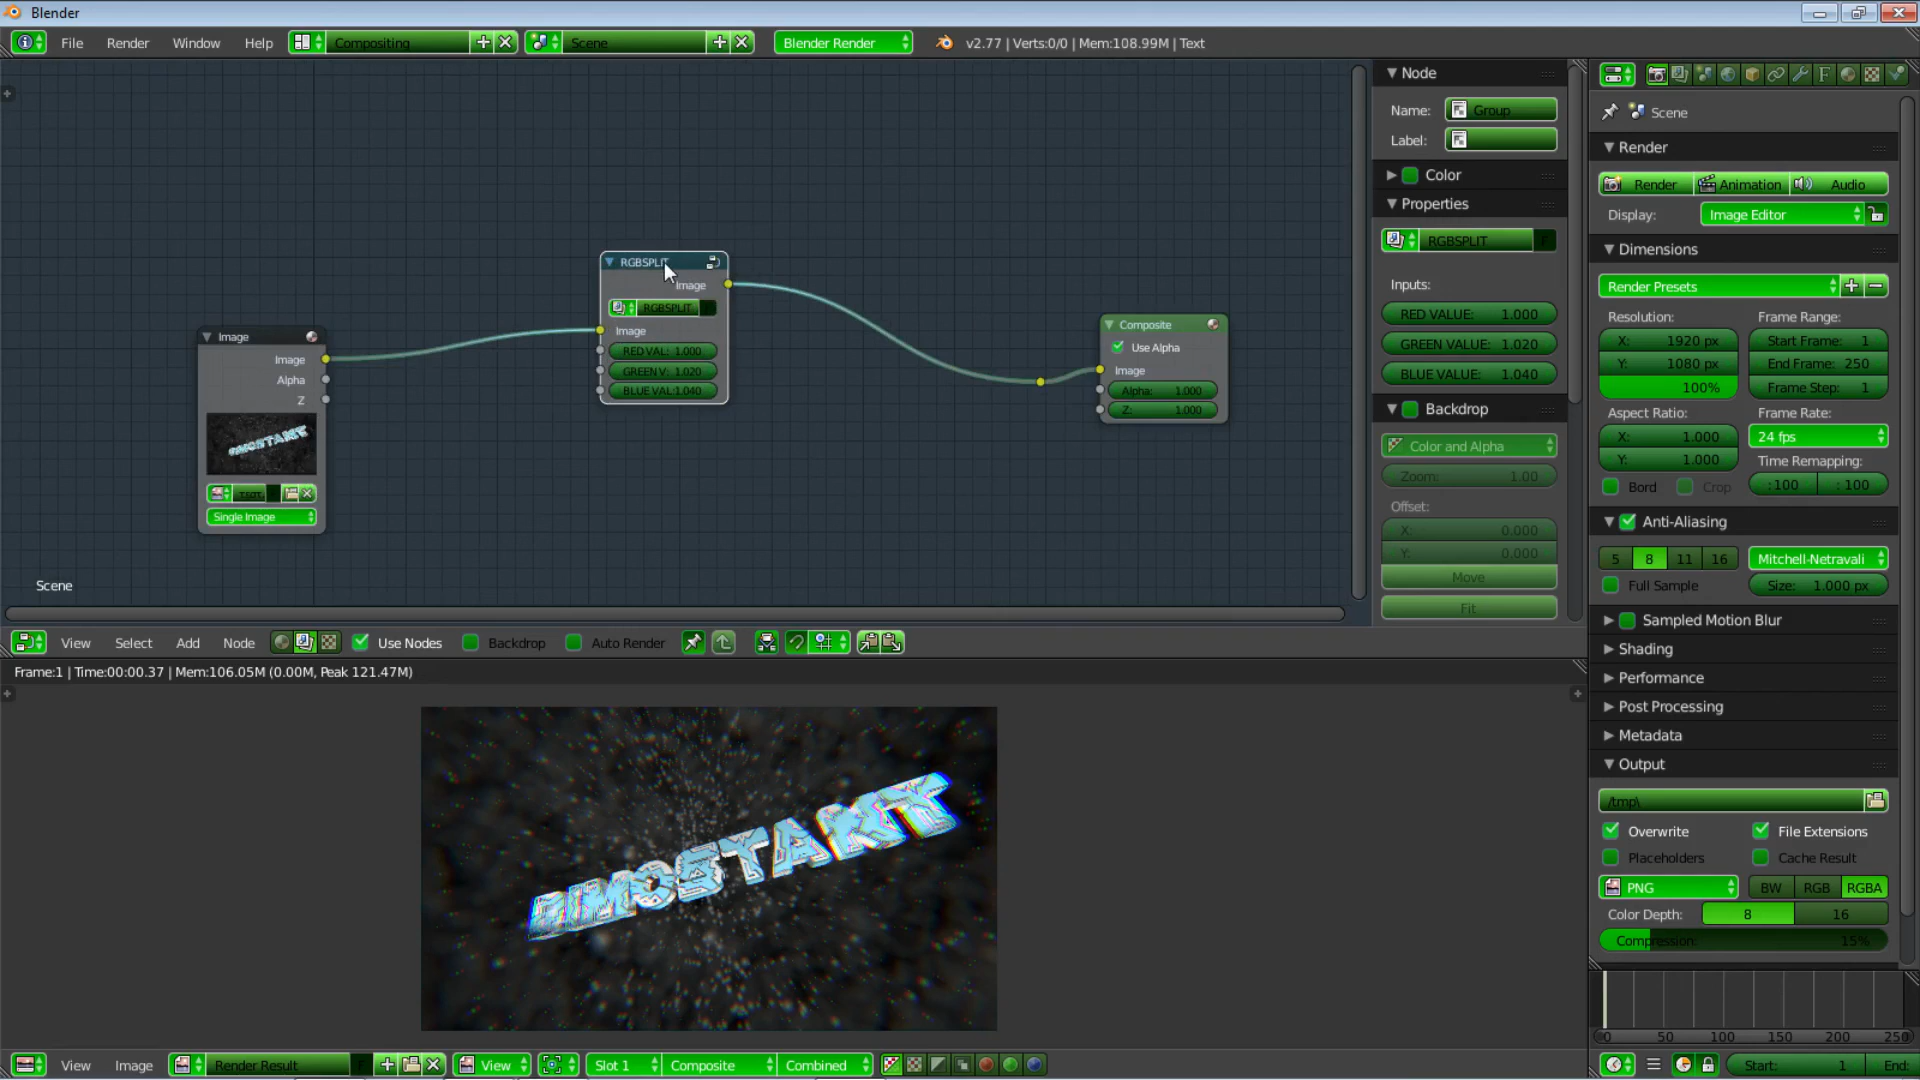 Blender
File Render Window Help Compositing Scene Blender Render v2.77 | Verts:0/0 | Mem:108.99M | Text
Node
Name: Group
Label:
Color
Properties
RGBSPLIT
Inputs:
RED VALUE: 1.000
GREEN VALUE: 1.020
BLUE VALUE: 1.040
Backdrop
Color and Alpha
Zoom: 1.00
Offset:
X: 0.000
Y: 0.000
Move
Fit
RGBSPLIT
Image
RGBSPLIT
Image
RED VAL: 1.000
GREEN V: 1.020
BLUE VAL:1.040
Image
Image
Alpha
Z
Single Image
Composite
Use Alpha
Image
Alpha: 1.000
Z: 1.000
Scene
View Select Add Node Use Nodes Backdrop Auto Render
Frame:1 | Time:00:00.37 | Mem:106.05M (0.00M, Peak 121.47M)
View Image Render Result F View Slot 1 Composite Combined
Scene
Render
Render Animation Audio
Display: Image Editor
Dimensions
Render Presets
Resolution: Frame Range:
X: 1920 px Start Frame: 1
Y: 1080 px End Frame: 250
100% Frame Step: 1
Aspect Ratio: Frame Rate:
X: 1.000 24 fps
Y: 1.000 Time Remapping:
Bord Crop :100 : 100
Anti-Aliasing
5 8 11 16 Mitchell-Netravali
Full Sample Size: 1.000 px
Sampled Motion Blur
Shading
Performance
Post Processing
Metadata
Output
/tmp\
Overwrite File Extensions
Placeholders Cache Result
PNG BW RGB RGBA
Color Depth: 8 16
Compression: 15%
0 50 100 150 200 250
Start: 1 End: